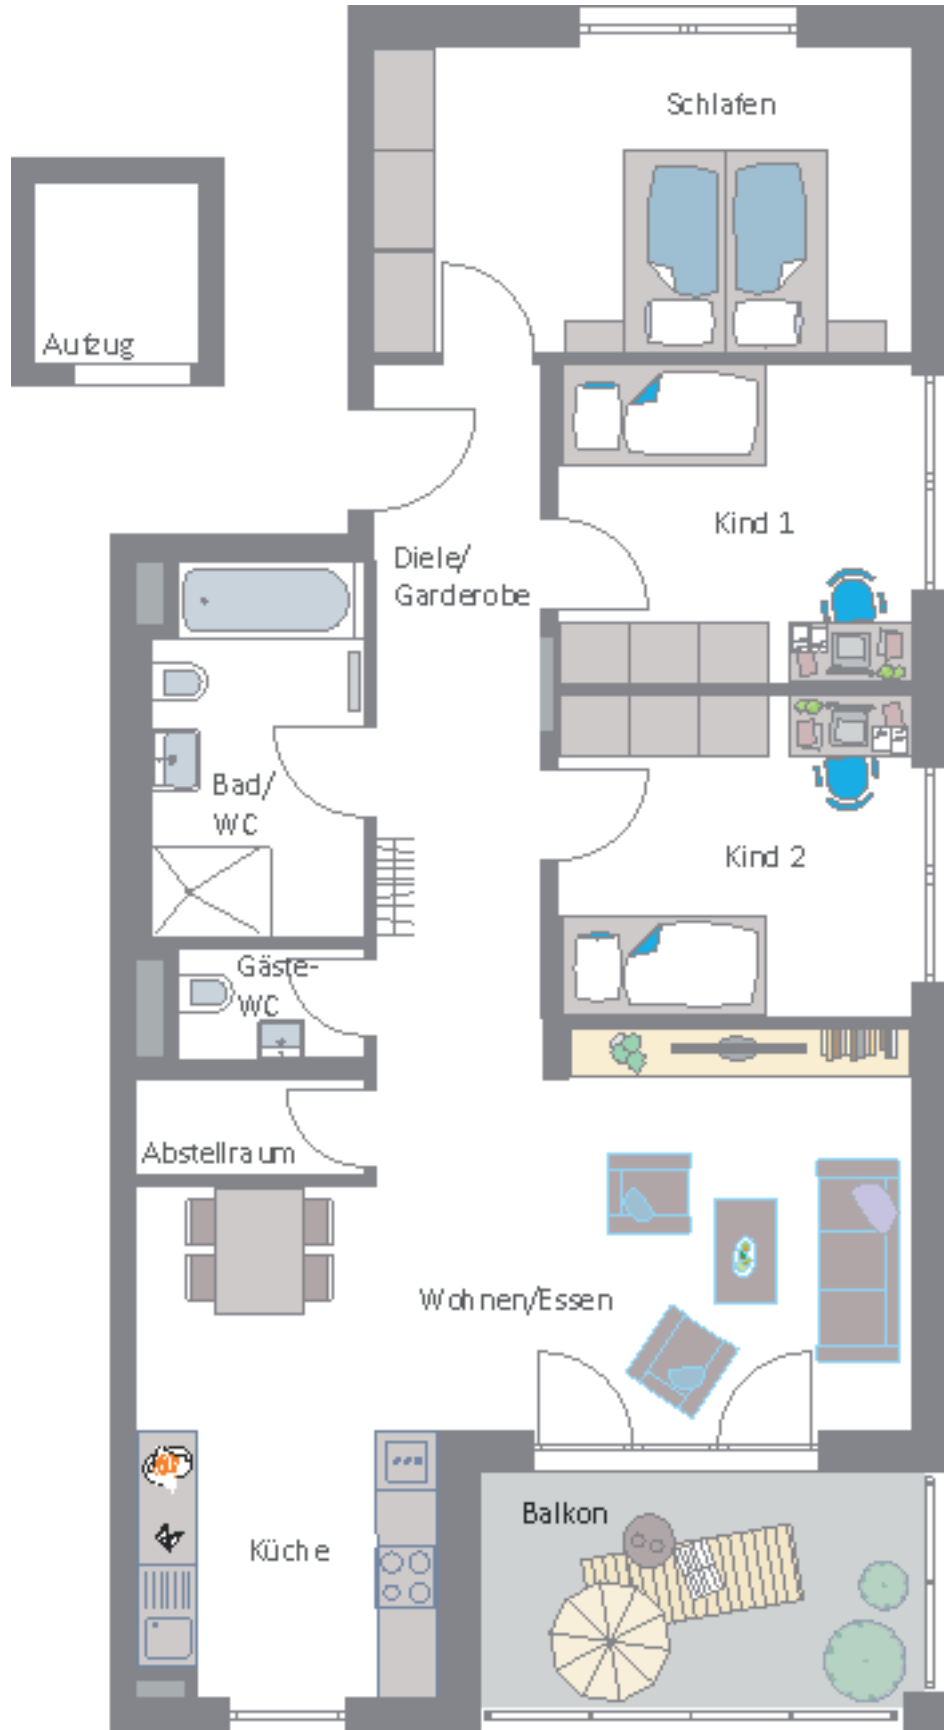 Schlafen
Aufzug
Kind 1
Diele/
Garderobe
Bad/
WC
Kind 2
Gäste-
WC
Abstellraum
Wohnen/Essen
Balkon
Küche